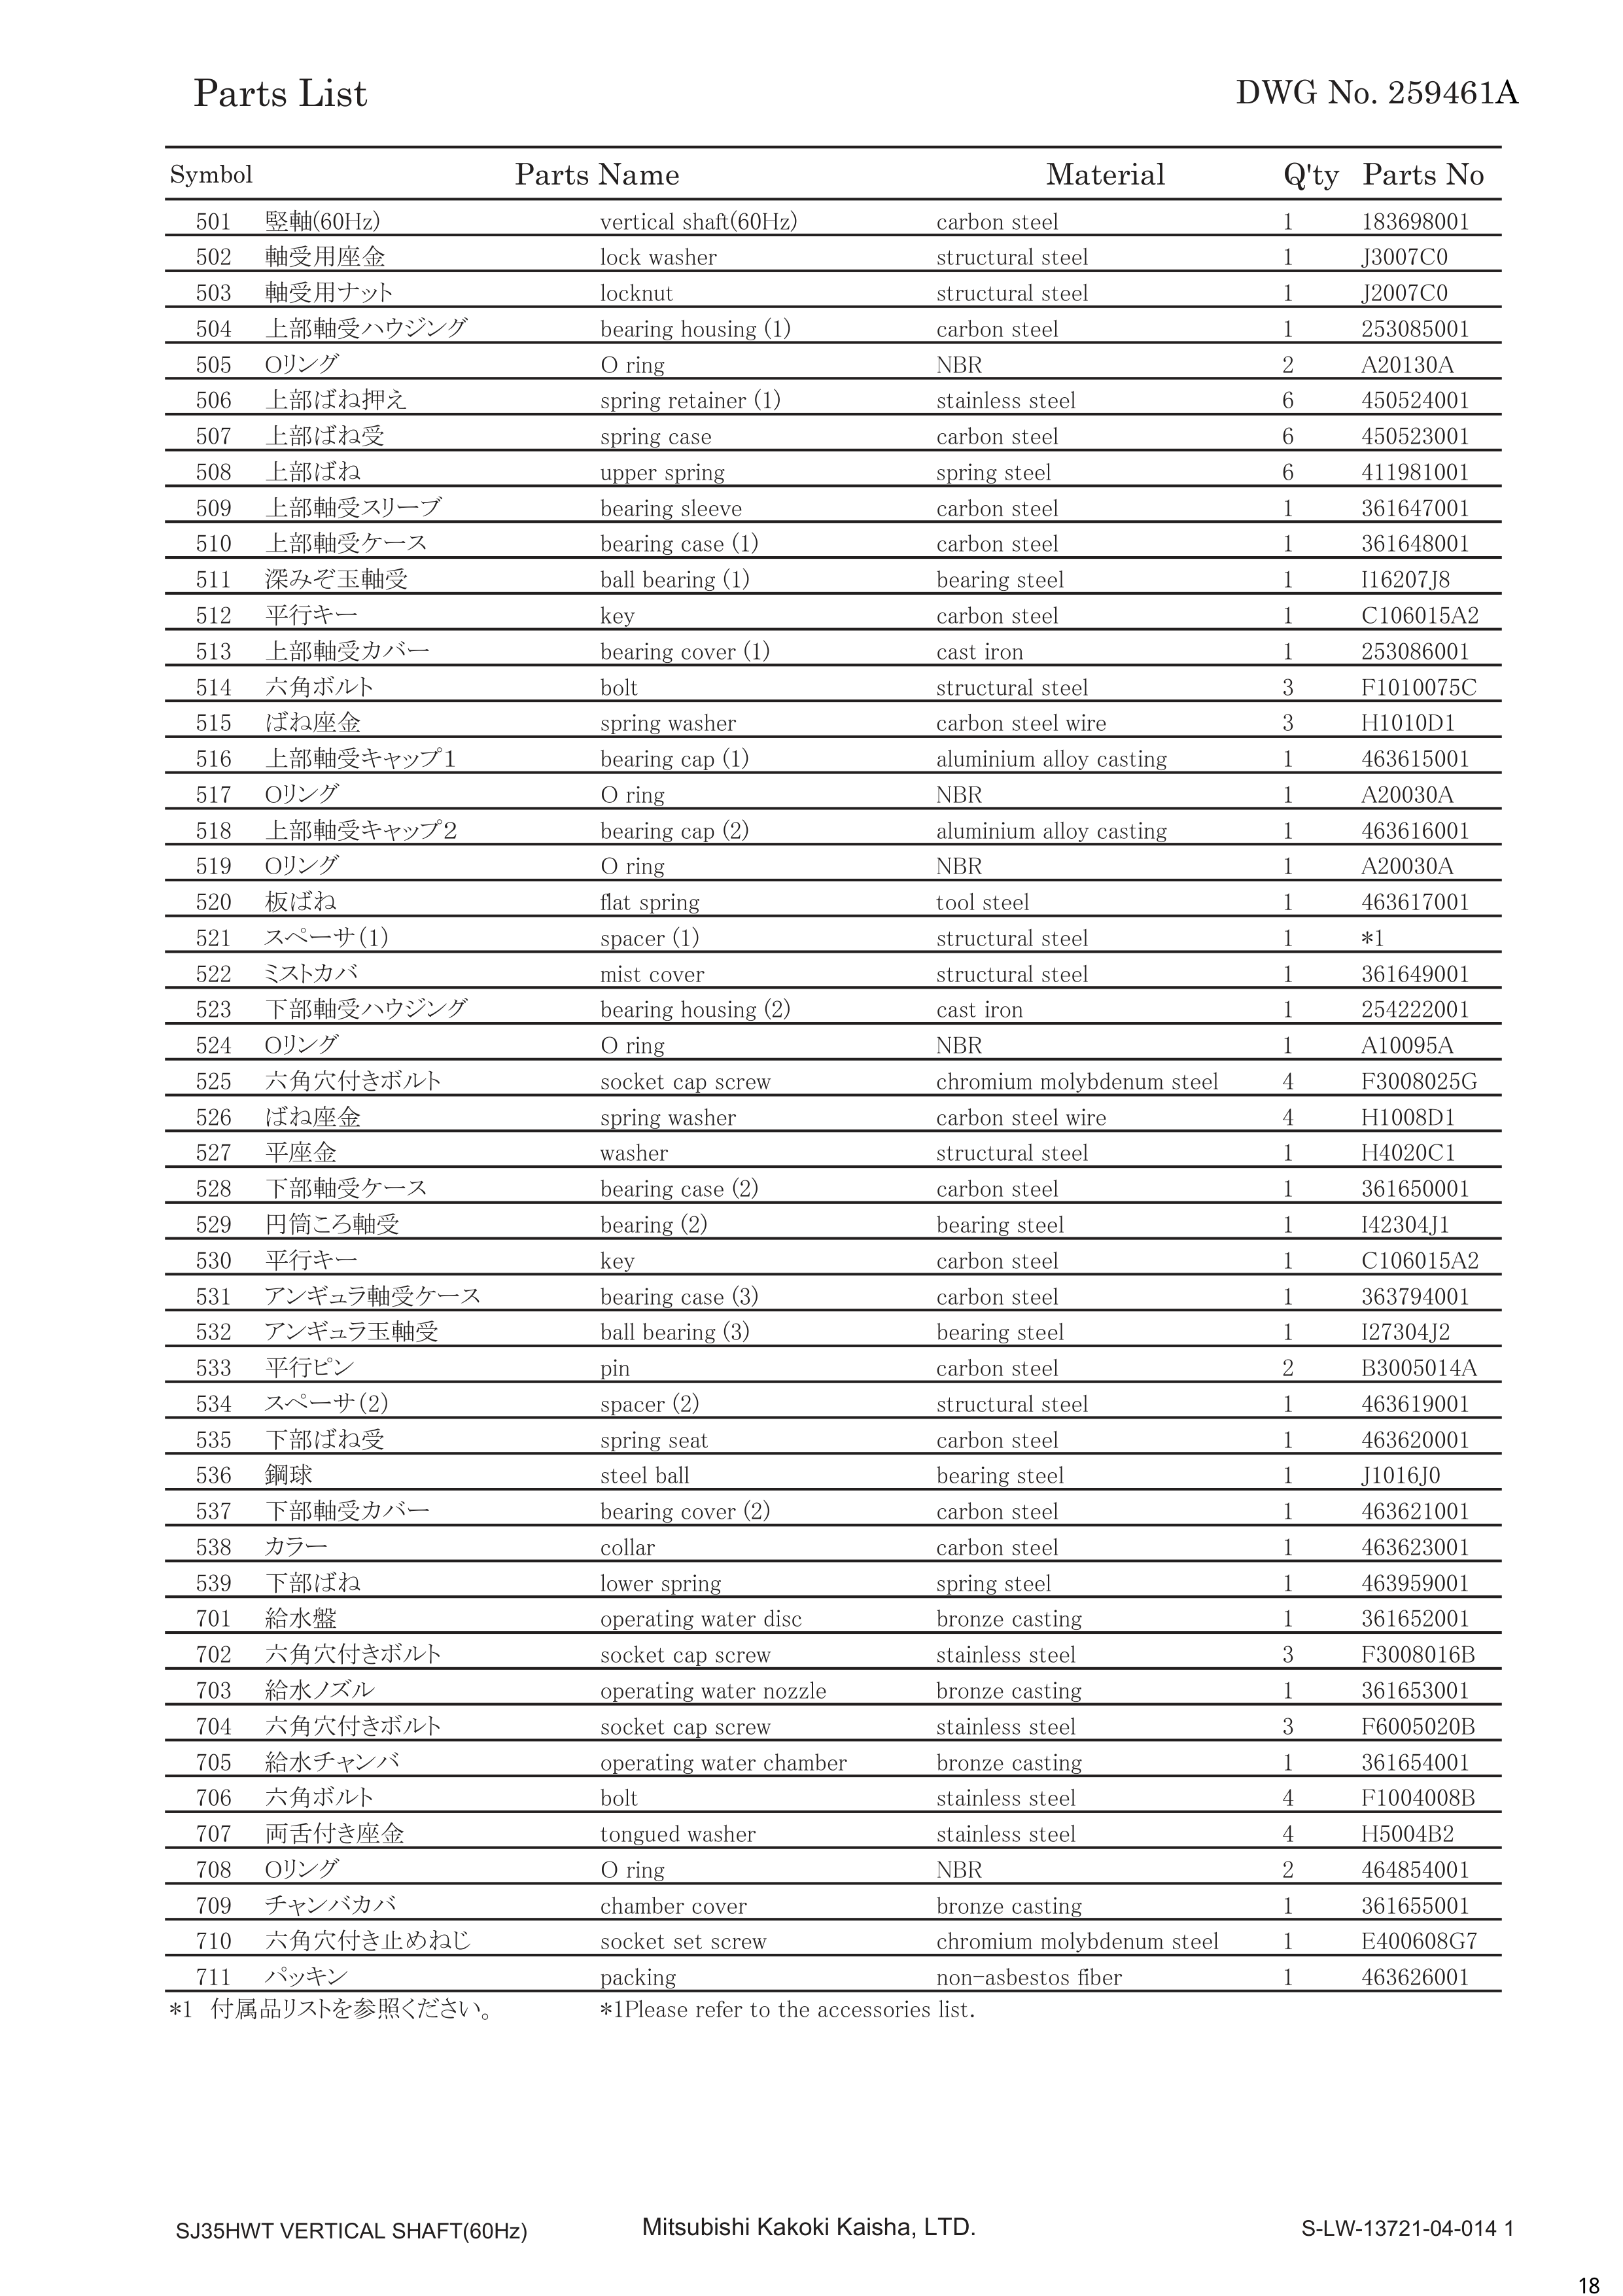 Parts List DWG No. 259461A
Symbol Parts Name Material Q'ty Parts No
501 竪軸(60Hz) vertical shaft(60Hz) carbon steel 1 183698001
502 軸受用座金 lock washer structural steel 1 J3007C0
503 軸受用ナット locknut structural steel 1 J2007C0
504 上部軸受ハウジング bearing housing (1) carbon steel 1 253085001
505 Oリング O ring NBR 2 A20130A
506 上部ばね押え spring retainer (1) stainless steel 6 450524001
507 上部ばね受 spring case carbon steel 6 450523001
508 上部ばね upper spring spring steel 6 411981001
509 上部軸受スリーブ bearing sleeve carbon steel 1 361647001
510 上部軸受ケース bearing case (1) carbon steel 1 361648001
511 深みぞ玉軸受 ball bearing (1) bearing steel 1 I16207J8
512 平行キー key carbon steel 1 C106015A2
513 上部軸受カバー bearing cover (1) cast iron 1 253086001
514 六角ボルト bolt structural steel 3 F1010075C
515 ばね座金 spring washer carbon steel wire 3 H1010D1
516 上部軸受キャップ1 bearing cap (1) aluminium alloy casting 1 463615001
517 Oリング O ring NBR 1 A20030A
518 上部軸受キャップ2 bearing cap (2) aluminium alloy casting 1 463616001
519 Oリング O ring NBR 1 A20030A
520 板ばね flat spring tool steel 1 463617001
521 スペーサ(1) spacer (1) structural steel 1 *1
522 ミストカバ mist cover structural steel 1 361649001
523 下部軸受ハウジング bearing housing (2) cast iron 1 254222001
524 Oリング O ring NBR 1 A10095A
525 六角穴付きボルト socket cap screw chromium molybdenum steel 4 F3008025G
526 ばね座金 spring washer carbon steel wire 4 H1008D1
527 平座金 washer structural steel 1 H4020C1
528 下部軸受ケース bearing case (2) carbon steel 1 361650001
529 円筒ころ軸受 bearing (2) bearing steel 1 I42304J1
530 平行キー key carbon steel 1 C106015A2
531 アンギュラ軸受ケース bearing case (3) carbon steel 1 363794001
532 アンギュラ玉軸受 ball bearing (3) bearing steel 1 I27304J2
533 平行ピン pin carbon steel 2 B3005014A
534 スペーサ(2) spacer (2) structural steel 1 463619001
535 下部ばね受 spring seat carbon steel 1 463620001
536 鋼球 steel ball bearing steel 1 J1016J0
537 下部軸受カバー bearing cover (2) carbon steel 1 463621001
538 カラー collar carbon steel 1 463623001
539 下部ばね lower spring spring steel 1 463959001
701 給水盤 operating water disc bronze casting 1 361652001
702 六角穴付きボルト socket cap screw stainless steel 3 F3008016B
703 給水ノズル operating water nozzle bronze casting 1 361653001
704 六角穴付きボルト socket cap screw stainless steel 3 F6005020B
705 給水チャンバ operating water chamber bronze casting 1 361654001
706 六角ボルト bolt stainless steel 4 F1004008B
707 両舌付き座金 tongued washer stainless steel 4 H5004B2
708 Oリング O ring NBR 2 464854001
709 チャンバカバ chamber cover bronze casting 1 361655001
710 六角穴付き止めねじ socket set screw chromium molybdenum steel 1 E400608G7
711 パッキン packing non-asbestos fiber 1 463626001
*1 付属品リストを参照ください。 *1Please refer to the accessories list.
SJ35HWT VERTICAL SHAFT(60Hz) Mitsubishi Kakoki Kaisha, LTD. S-LW-13721-04-014 1
18